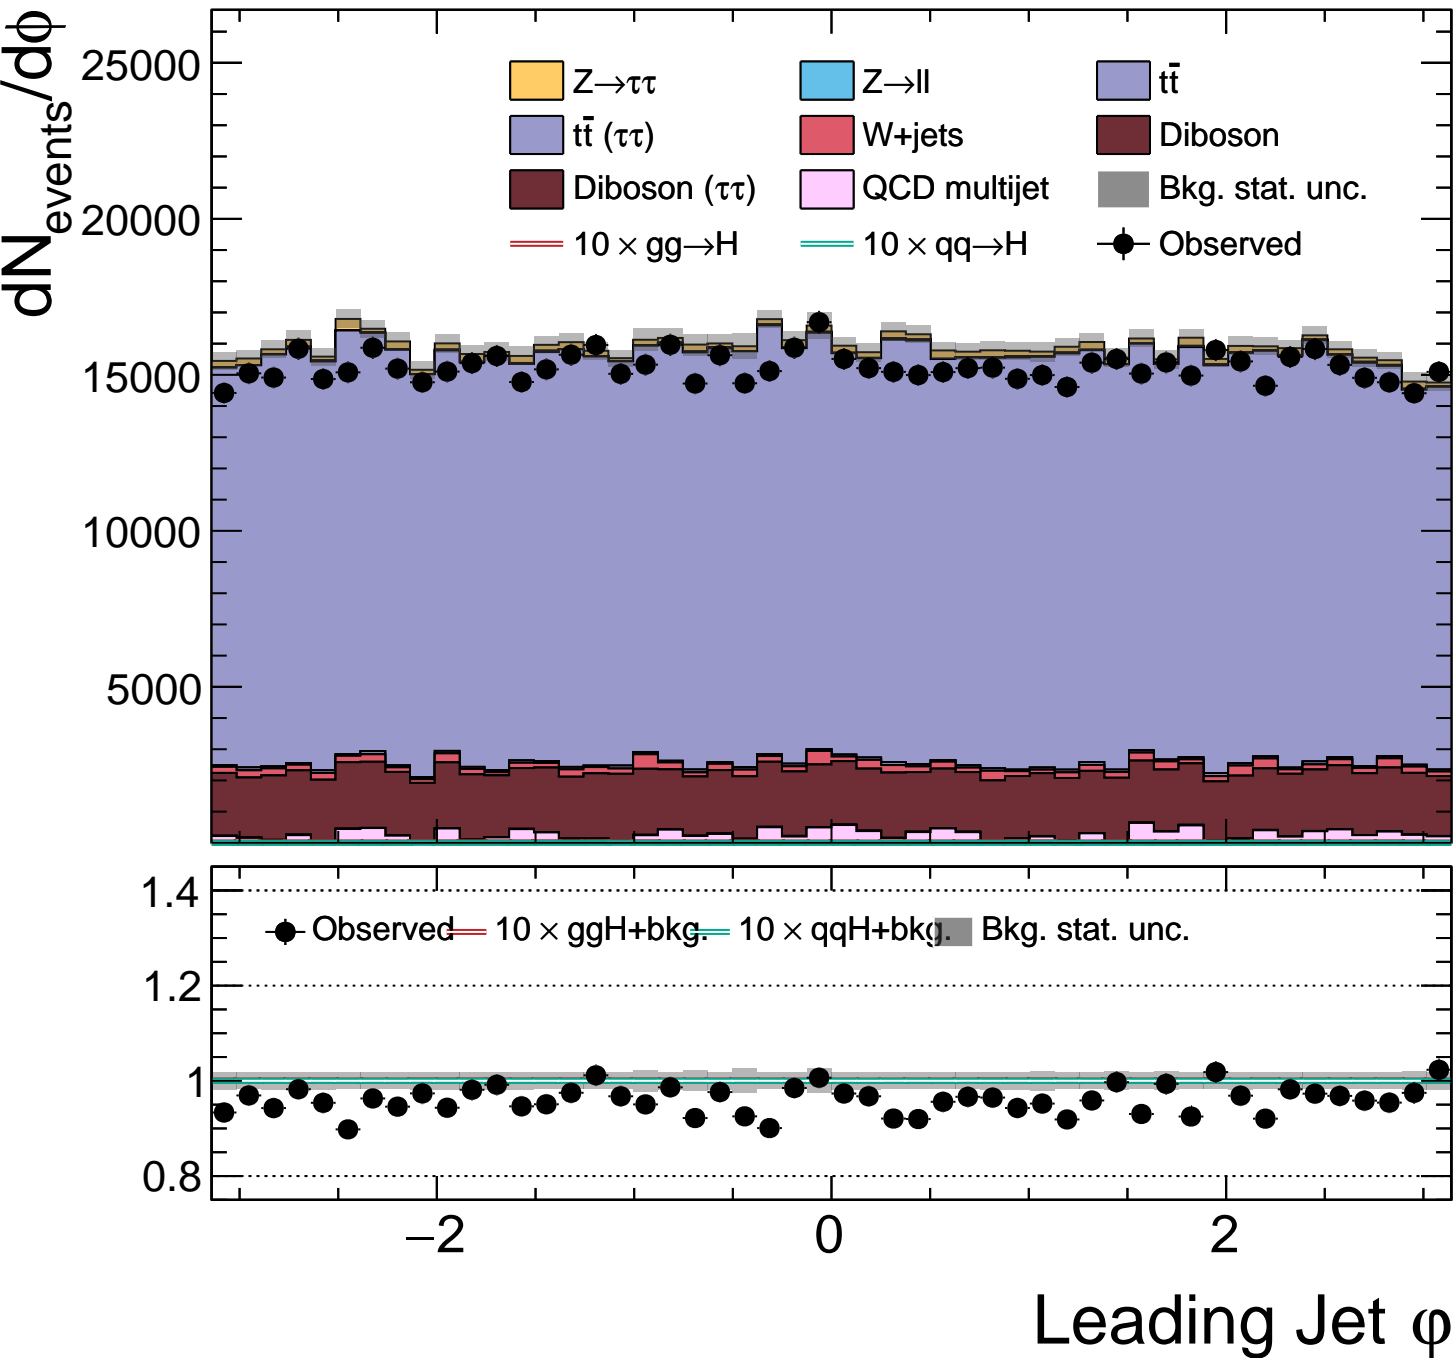 dN_events/dϕ
25000
20000
15000
10000
5000
Z→ττ Z→ll tt̄
tt̄ (ττ) W+jets Diboson
Diboson (ττ) QCD multijet Bkg. stat. unc.
10 × gg→H 10 × qq→H Observed
1.4
1.2
1
0.8
Observed 10 × ggH+bkg. 10 × qqH+bkg. Bkg. stat. unc.
−2 0 2
Leading Jet φ